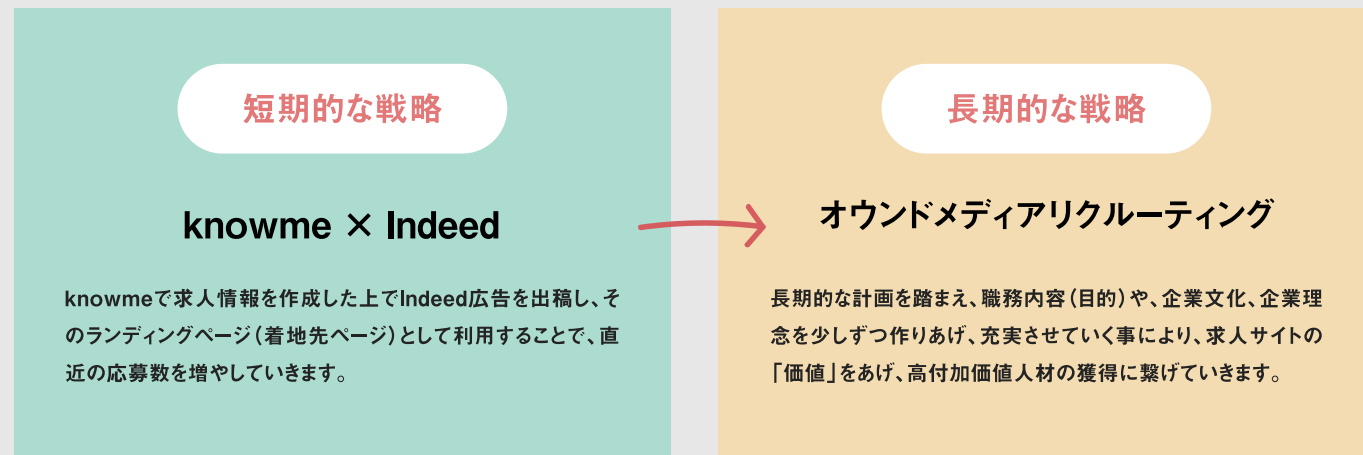 短期的な戦略
knowme × Indeed
knowmeで求人情報を作成した上でIndeed広告を出稿し、そ
のランディングページ（着地先ページ）として利用することで、直
近の応募数を増やしていきます。
長期的な戦略
オウンドメディアリクルーティング
長期的な計画を踏まえ、職務内容（目的）や、企業文化、企業理
念を少しずつ作りあげ、充実させていく事により、求人サイトの
「価値」をあげ、高付加価値人材の獲得に繋げていきます。